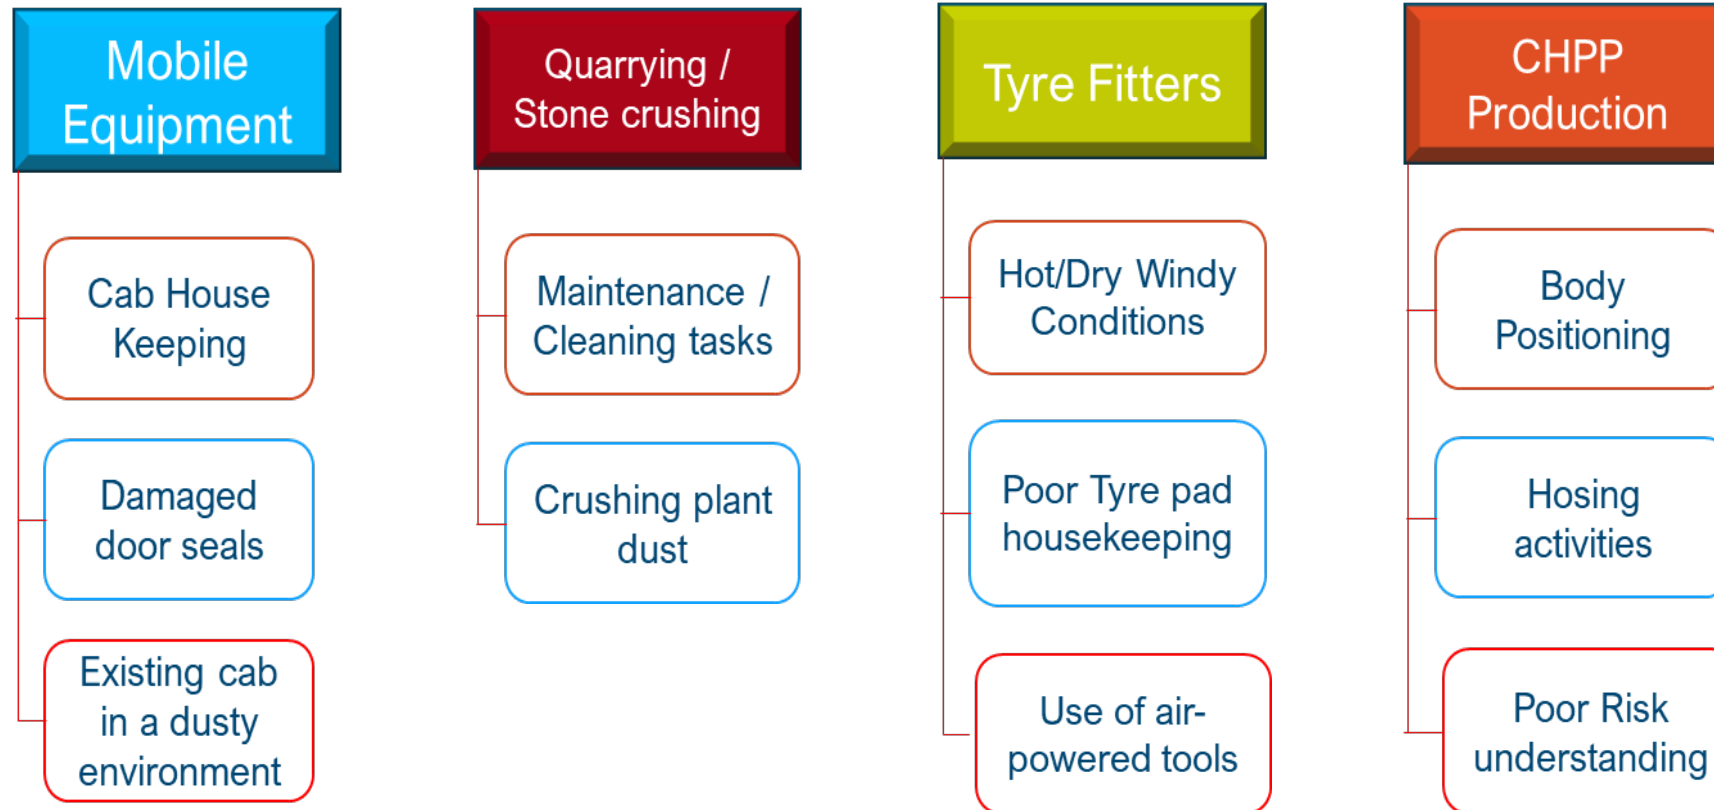 Mobile
Equipment
Cab House
Keeping
Damaged
door seals
Existing cab
in a dusty
environment
Quarrying /
Stone crushing
Maintenance /
Cleaning tasks
Crushing plant
dust
Tyre Fitters
Hot/Dry Windy
Conditions
Poor Tyre pad
housekeeping
Use of air-
powered tools
CHPP
Production
Body
Positioning
Hosing
activities
Poor Risk
understanding